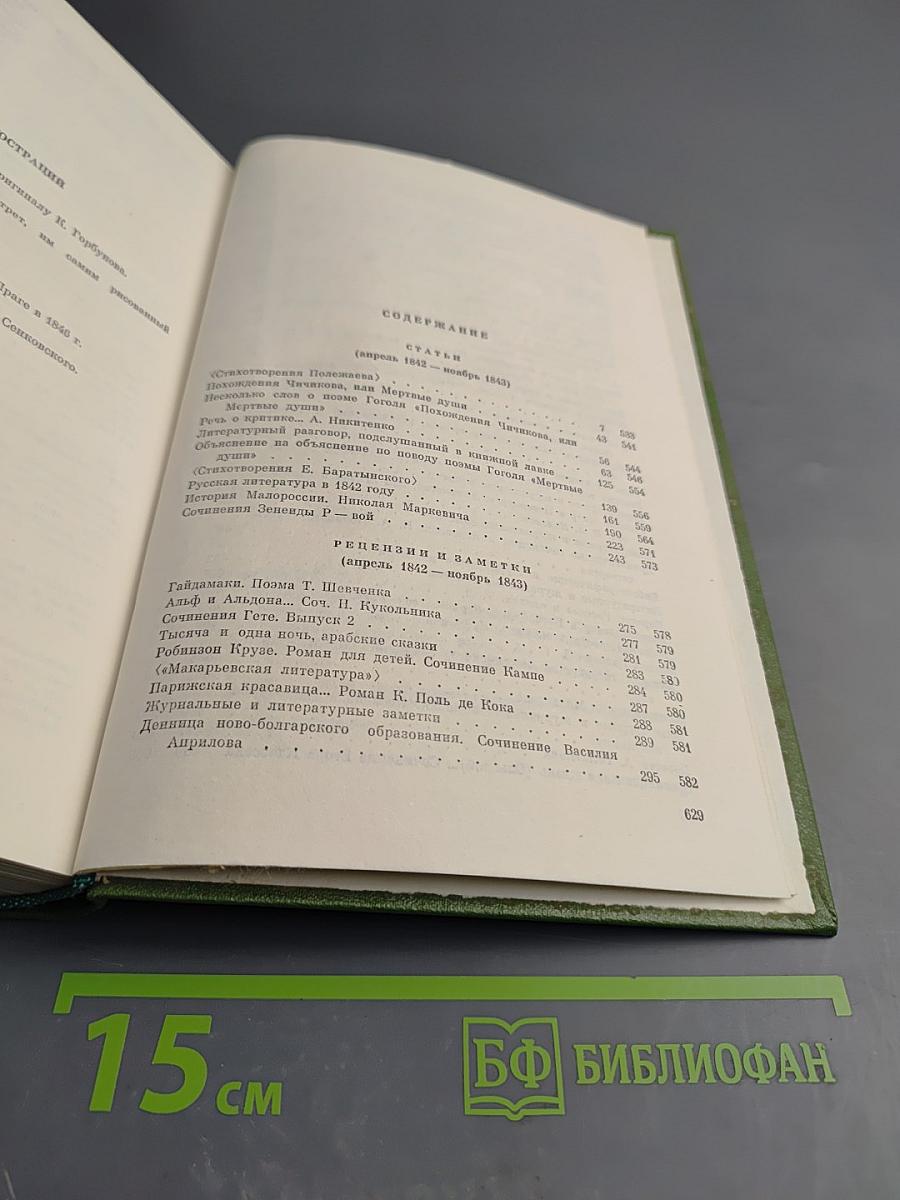 ОСТРАЦИЙ
ригиналу К. Горбунова.
трет, им самим рисованный
Праге в 1846 г.
Сенковского.
СОДЕРЖАНИЕ
СТАТЬИ
(апрель 1842 — ноябрь 1843)
〈Стихотворения Полежаева〉 . . . . . . . . . . 7 533
Похождения Чичикова, или Мертвые души . . . . . . 43 541
Несколько слов о поэме Гоголя «Похождения Чичикова, или
Мертвые души» . . . . . . . . . . 56 544
Речь о критике... А. Никитенко . . . . . . . . . 63 546
Литературный разговор, подслушанный в книжной лавке . . 125 554
Объяснение на объяснение по поводу поэмы Гоголя «Мертвые
души» . . . . . . . . . . 139 556
〈Стихотворения Е. Баратынского〉 . . . . . . . . 161 559
Русская литература в 1842 году . . . . . . . . . 190 564
История Малороссии. Николая Маркевича . . . . . . 223 571
Сочинения Зененды Р — вой . . . . . . . . . . 243 573
РЕЦЕНЗИИ И ЗАМЕТКИ
(апрель 1842 — ноябрь 1843)
Гайдамаки. Поэма Т. Шевченка . . . . . . . . . 275 578
Альф и Альдона... Соч. Н. Кукольника . . . . . . . 277 579
Сочинения Гете. Выпуск 2 . . . . . . . . . . 281 579
Тысяча и одна ночь, арабские сказки . . . . . . . 283 580
Робинзон Крузе. Роман для детей. Сочинение Кампе . . . 284 580
〈«Макарьевская литература»〉 . . . . . . . . . 287 580
Парижская красавица... Роман К. Поль де Кока . . . . 288 581
Журнальные и литературные заметки . . . . . . . 289 581
Денница ново-болгарского образования. Сочинение Василия
Априлова . . . . . . . . . . . . . . 295 582
629
15 см
БФ БИБЛИОФАН